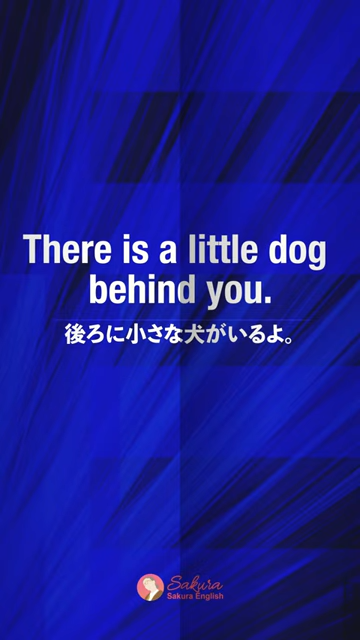 There is a little dog
behind you.
後ろに小さな犬がいるよ。
Sakura
Sakura English